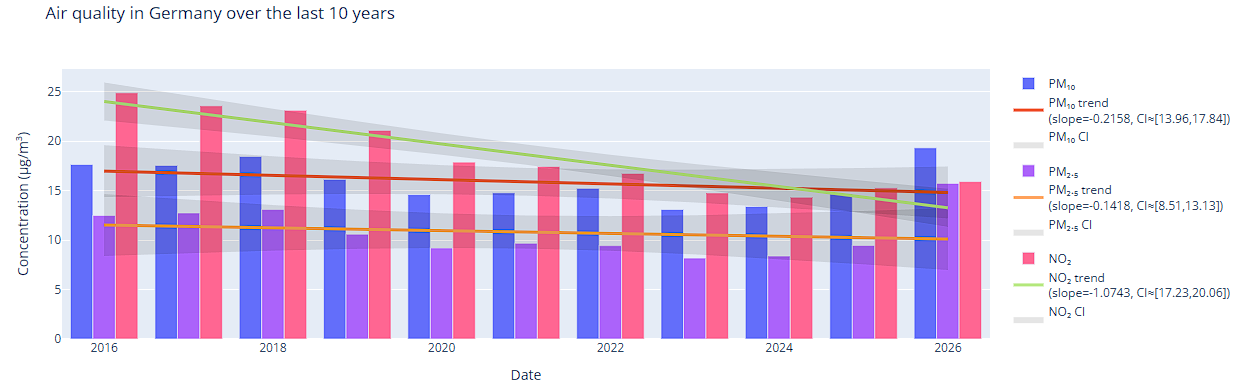 Air quality in Germany over the last 10 years
25
20
15
10
5
0
Concentration (µg/m³)
2016
2018
2020
2022
2024
2026
Date
PM₁₀
PM₁₀ trend
(slope=-0.2158, CI≈[13.96,17.84])
PM₁₀ CI
PM₂.₅
PM₂.₅ trend
(slope=-0.1418, CI≈[8.51,13.13])
PM₂.₅ CI
NO₂
NO₂ trend
(slope=-1.0743, CI≈[17.23,20.06])
NO₂ CI